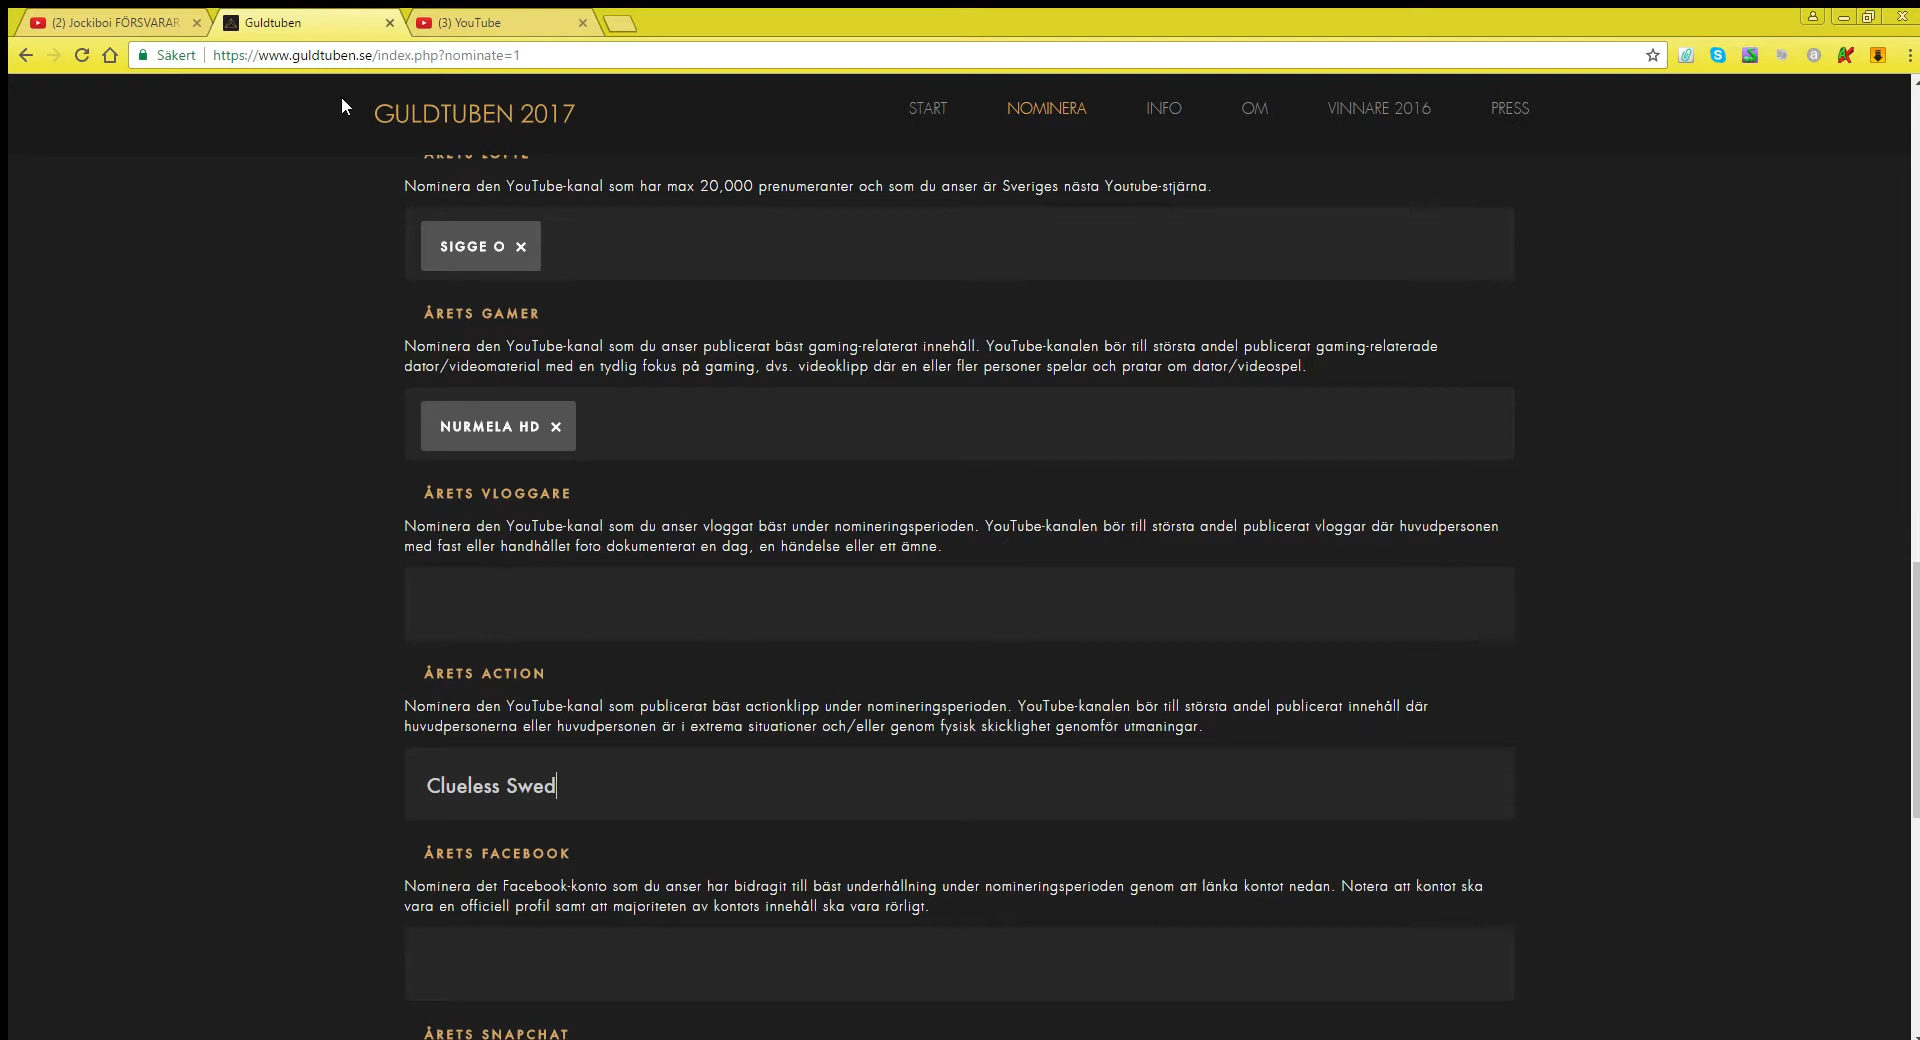 (2) Jockiboi FÖRSVARAR
Guldtuben
(3) YouTube
Säkert
https://www.guldtuben.se/index.php?nominate=1
GULDTUBEN 2017
START
NOMINERA
INFO
OM
VINNARE 2016
PRESS
Nominera den YouTube-kanal som har max 20,000 prenumeranter och som du anser är Sveriges nästa Youtube-stjärna.
SIGGE O ×
ÅRETS GAMER
Nominera den YouTube-kanal som du anser publicerat bäst gaming-relaterat innehåll. YouTube-kanalen bör till största andel publicerat gaming-relaterade
dator/videomaterial med en tydlig fokus på gaming, dvs. videoklipp där en eller fler personer spelar och pratar om dator/videospel.
NURMELA HD ×
ÅRETS VLOGGARE
Nominera den YouTube-kanal som du anser vloggat bäst under nomineringsperioden. YouTube-kanalen bör till största andel publicerat vloggar där huvudpersonen
med fast eller handhållet foto dokumenterat en dag, en händelse eller ett ämne.
ÅRETS ACTION
Nominera den YouTube-kanal som publicerat bäst actionklipp under nomineringsperioden. YouTube-kanalen bör till största andel publicerat innehåll där
huvudpersonerna eller huvudpersonen är i extrema situationer och/eller genom fysisk skicklighet genomför utmaningar.
Clueless Swed
ÅRETS FACEBOOK
Nominera det Facebook-konto som du anser har bidragit till bäst underhållning under nomineringsperioden genom att länka kontot nedan. Notera att kontot ska
vara en officiell profil samt att majoriteten av kontots innehåll ska vara rörligt.
ÅRETS SNAPCHAT